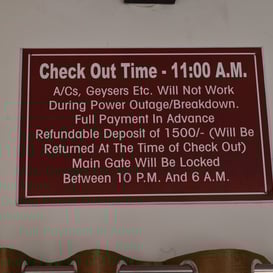 Check Out Time - 11:00 A.M.
A/Cs, Geysers Etc. Will Not Work
During Power Outage/Breakdown.
Full Payment In Advance
Refundable Deposit of 1500/- (Will Be
Returned At The Time of Check Out)
Main Gate Will Be Locked
Between 10 P.M. And 6 A.M.